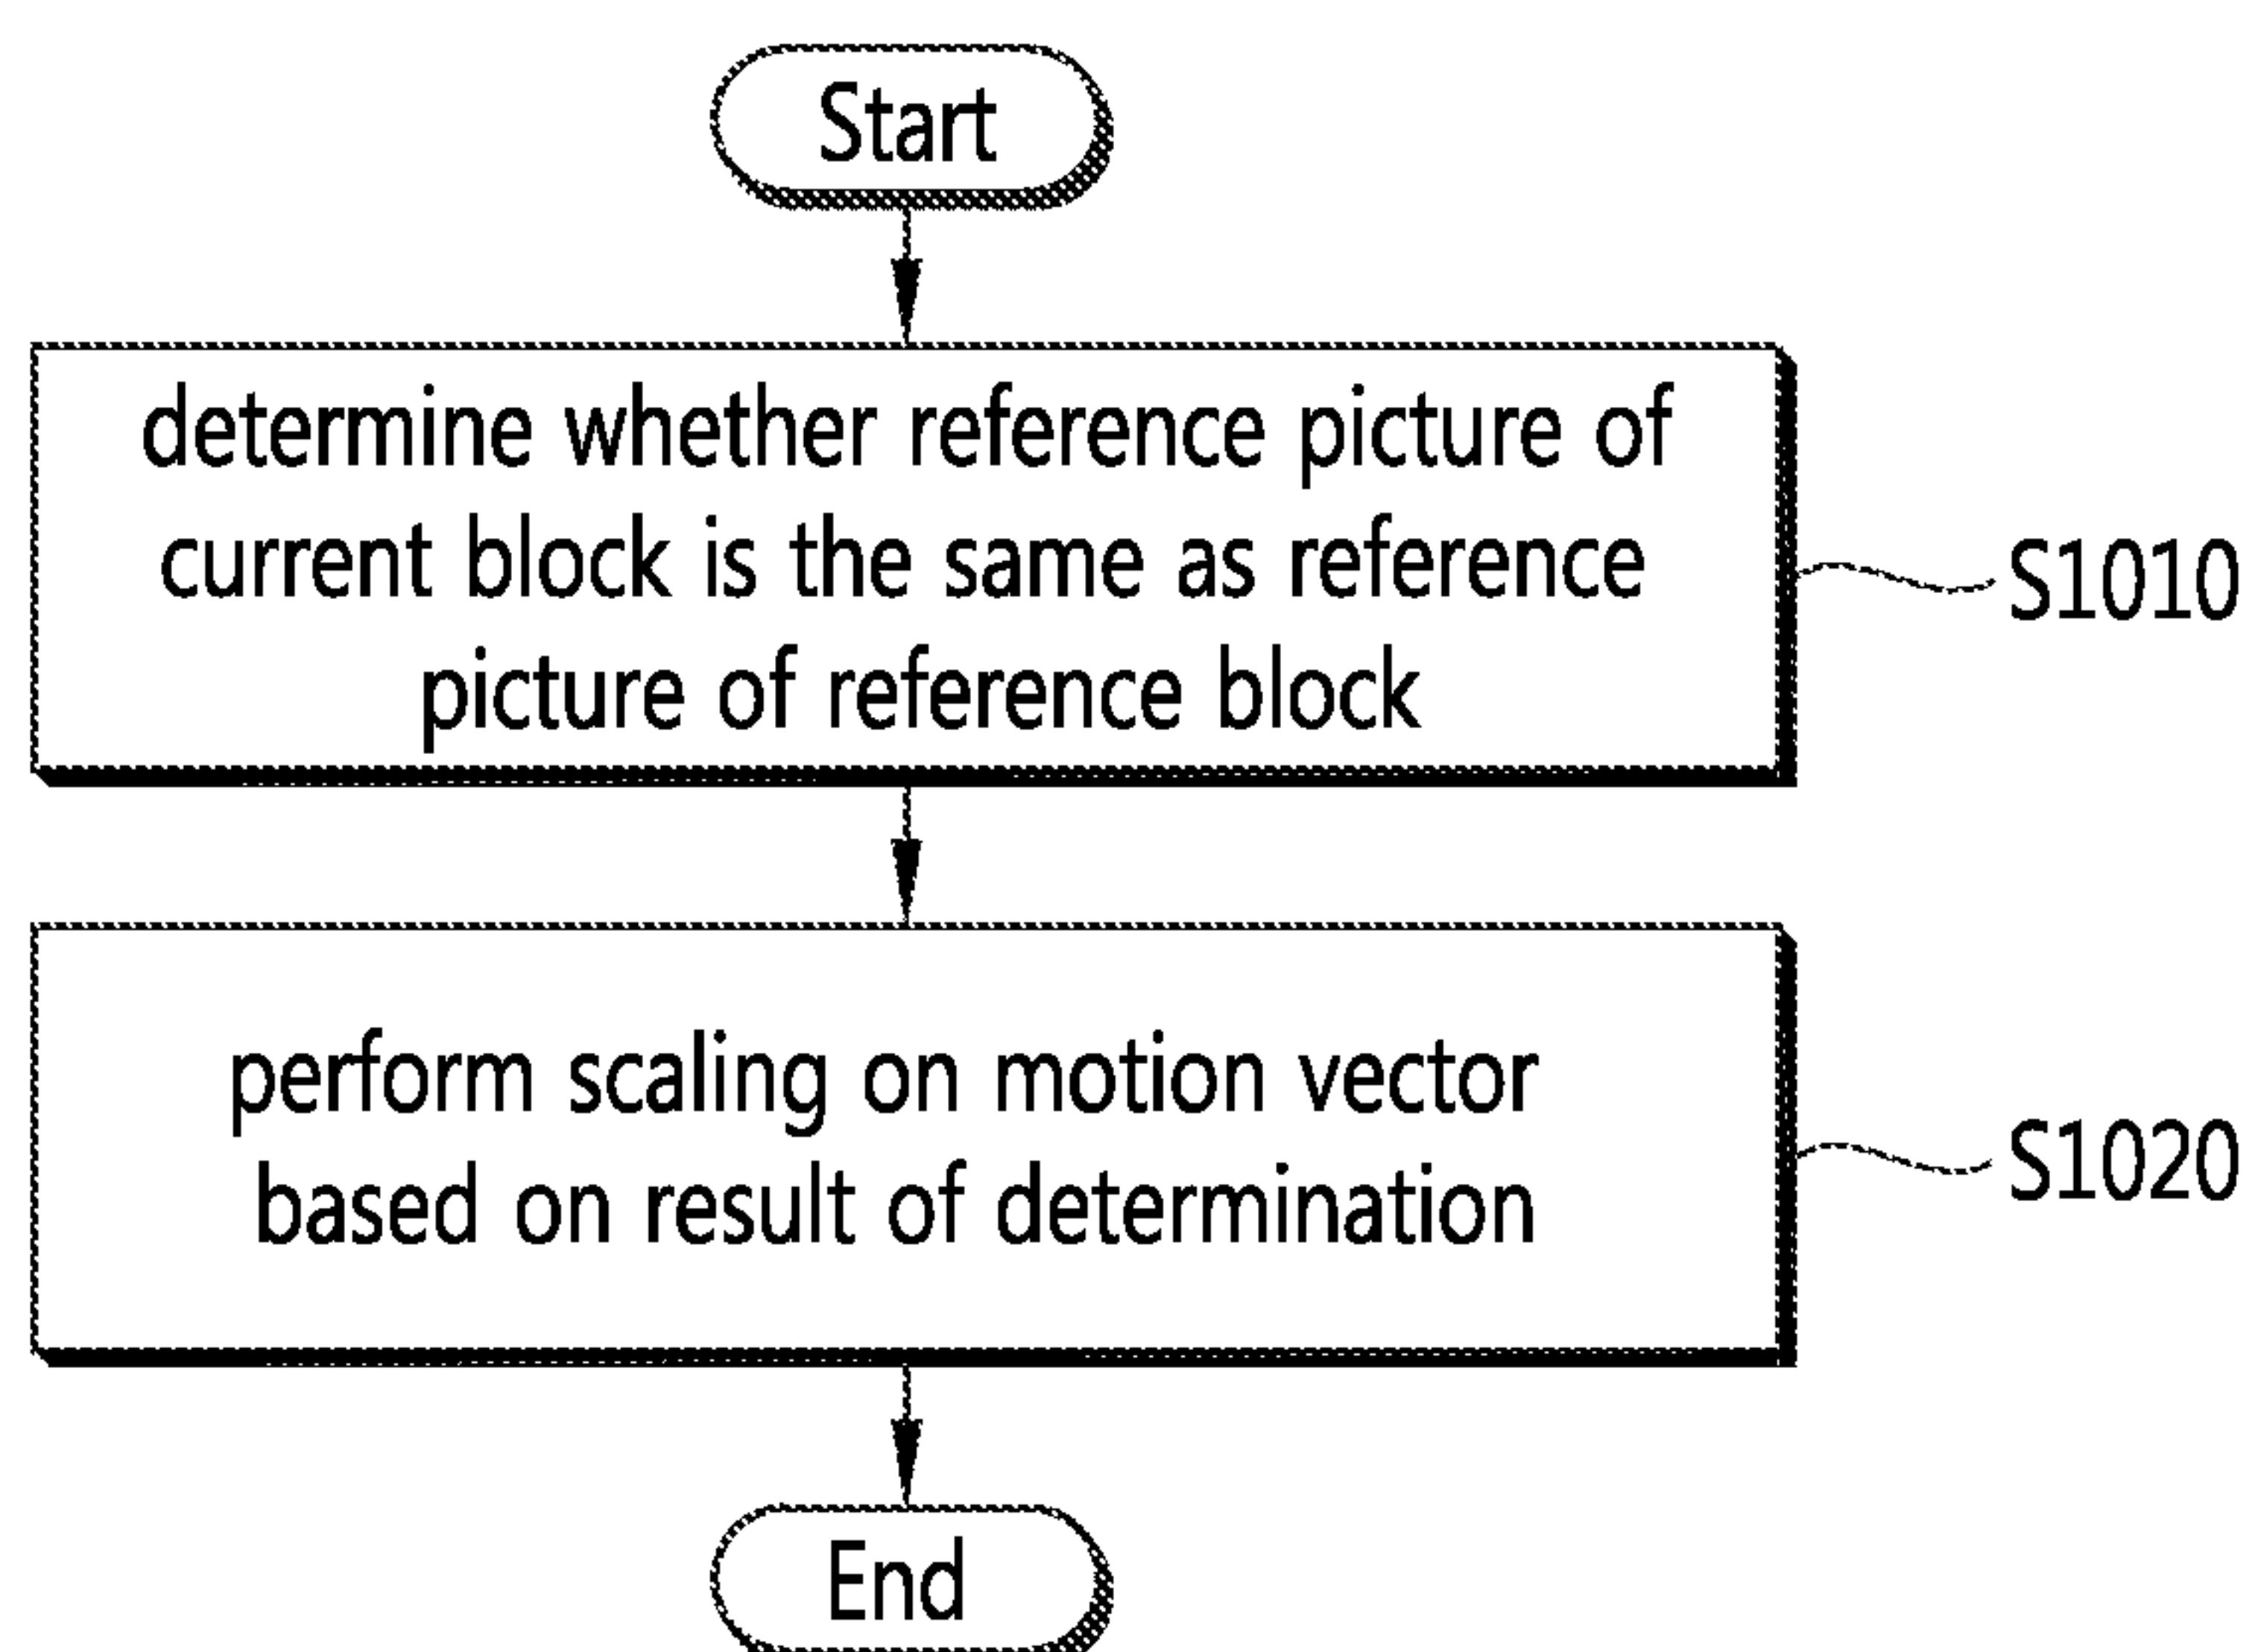 Start
determine whether reference picture of
current block is the same as reference
picture of reference block
S1010
perform scaling on motion vector
based on result of determination
S1020
End